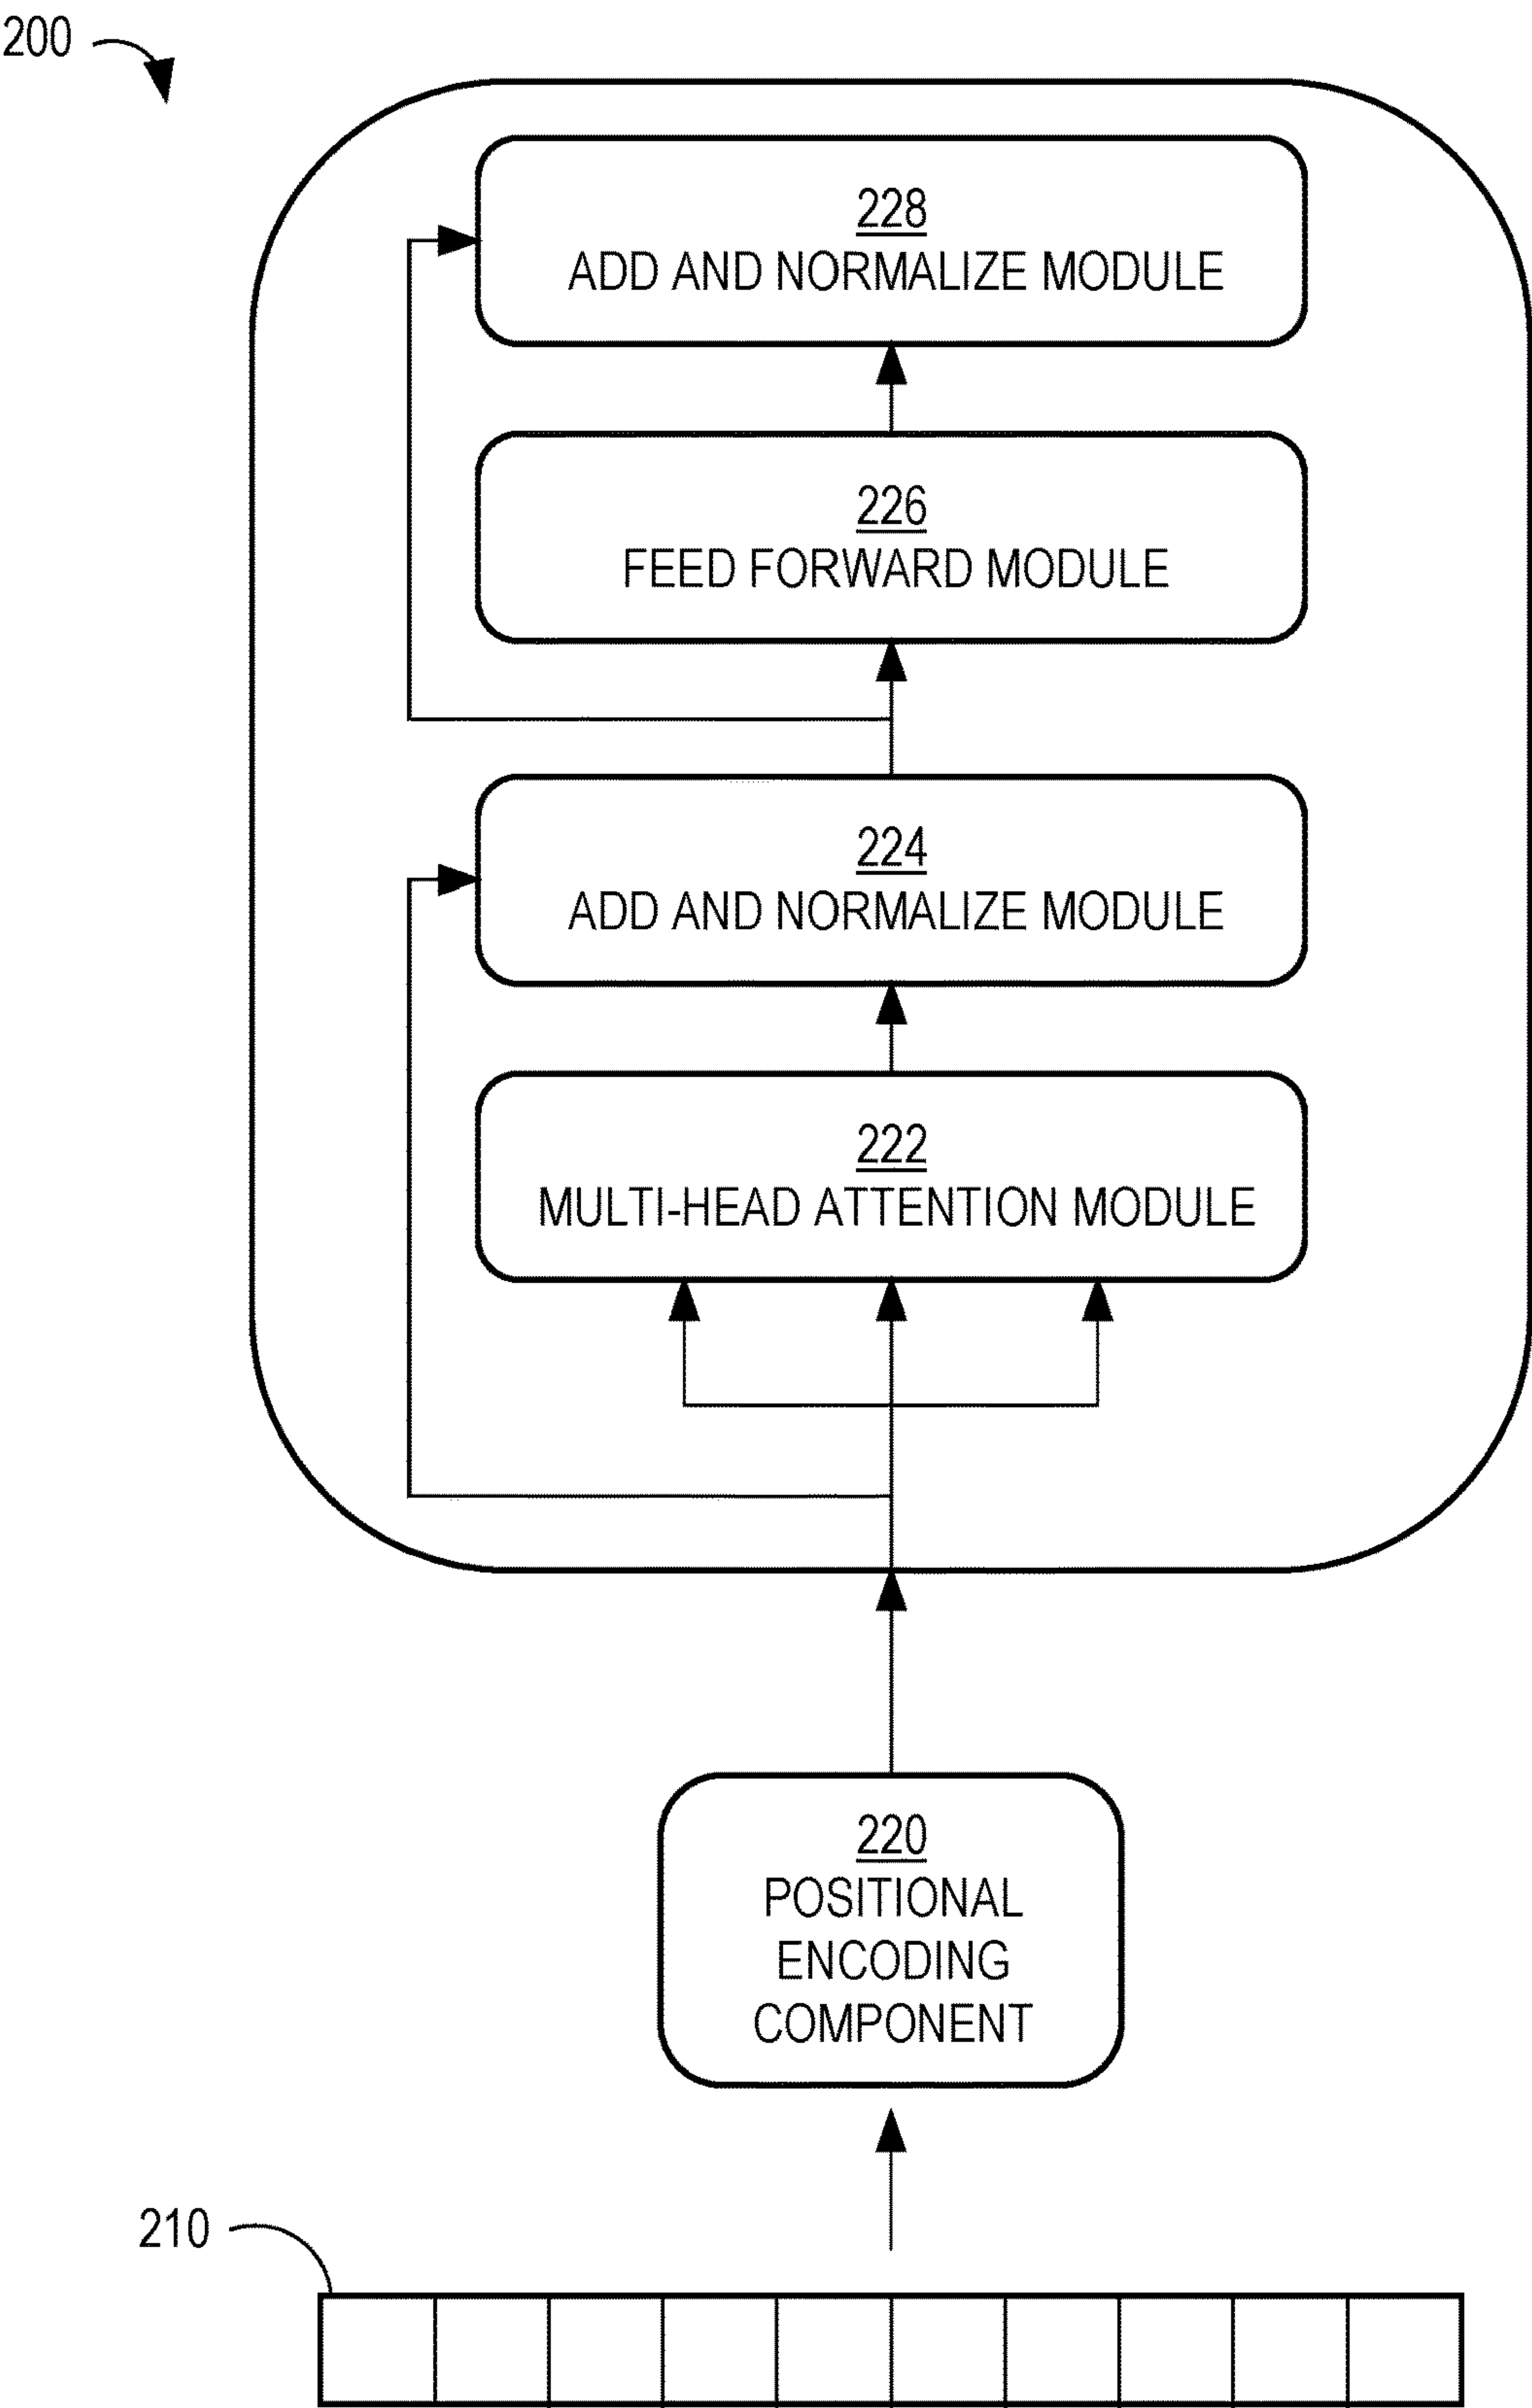 200
228
ADD AND NORMALIZE MODULE
226
FEED FORWARD MODULE
224
ADD AND NORMALIZE MODULE
222
MULTI-HEAD ATTENTION MODULE
220
POSITIONAL
ENCODING
COMPONENT
210